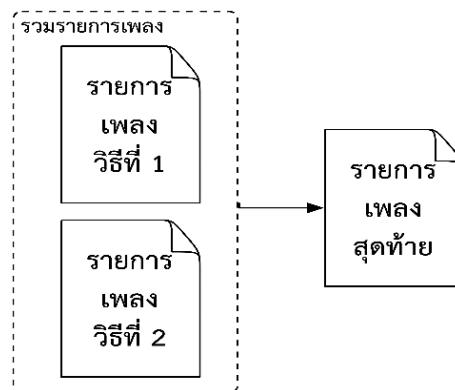 รวมรายการเพลง
รายการ
เพลง
วิธีที่ 1
รายการ
เพลง
วิธีที่ 2
รายการ
เพลง
สุดท้าย